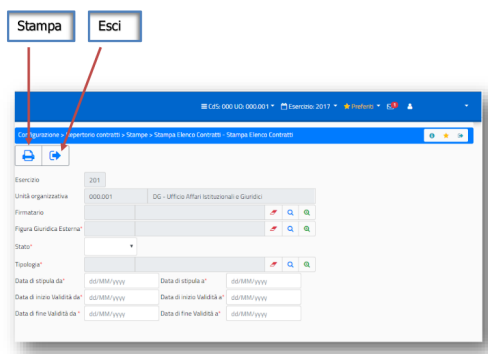 Stampa Esci
CdS: 000 UO: 000.001 Esercizio: 2017 Preferiti
Configurazione > Repertorio contratti > Stampe > Stampa Elenco Contratti - Stampa Elenco Contratti
Esercizio 201
Unità organizzativa 000.001 DG - Ufficio Affari Istituzionali e Giuridici
Firmatario
Figura Giuridica Esterna*
Stato*
Tipologia*
Data di stipula da* dd/MM/yyyy Data di stipula a* dd/MM/yyyy
Data di inizio Validità da* dd/MM/yyyy Data di inizio Validità a* dd/MM/yyyy
Data di fine Validità da * dd/MM/yyyy Data di fine Validità a* dd/MM/yyyy